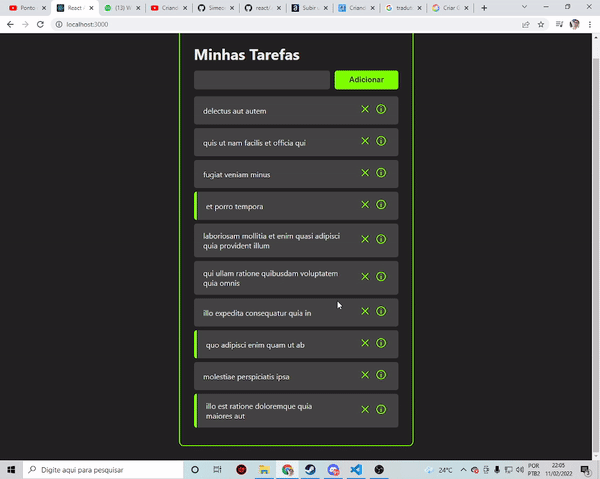 Ponto
React
(13) W
Criand
Simeo
react/
Subir
Criand
tradut
Criar
localhost:3000
Minhas Tarefas
Adicionar
delectus aut autem
quis ut nam facilis et officia qui
fugiat veniam minus
et porro tempora
laboriosam mollitia et enim quasi adipisci
quia provident illum
qui ullam ratione quibusdam voluptatem
quia omnis
illo expedita consequatur quia in
quo adipisci enim quam ut ab
molestiae perspiciatis ipsa
illo est ratione doloremque quia
maiores aut
Digite aqui para pesquisar
24°C
POR
PTB2
22:05
11/02/2022